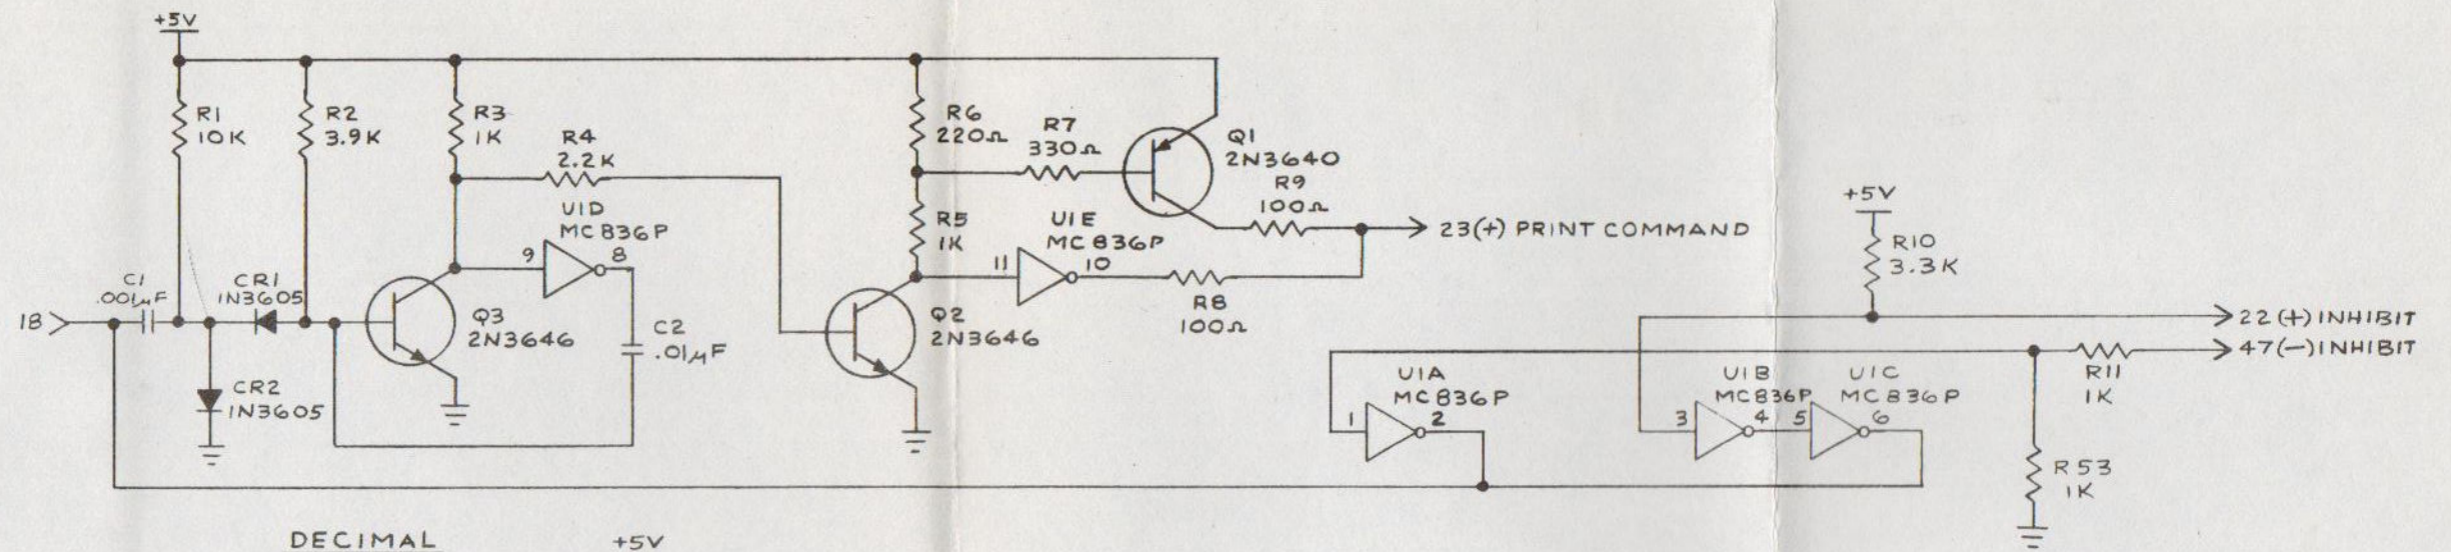 +5V
R1
10K
R2
3.9K
R3
1K
R4
2.2K
R6
220Ω
R7
330Ω
Q1
2N3640
R9
100Ω
23(+) PRINT COMMAND
U1D
MC836P
9
8
R5
1K
U1E
MC836P
11
10
R8
100Ω
18
C1
.001µF
CR1
1N3605
CR2
1N3605
Q3
2N3646
C2
.01µF
Q2
2N3646
+5V
R10
3.3K
22(+)INHIBIT
47(-)INHIBIT
R11
1K
U1A
MC836P
1
2
U1B
MC836P
3
4
U1C
MC836P
5
6
R53
1K
DECIMAL
+5V